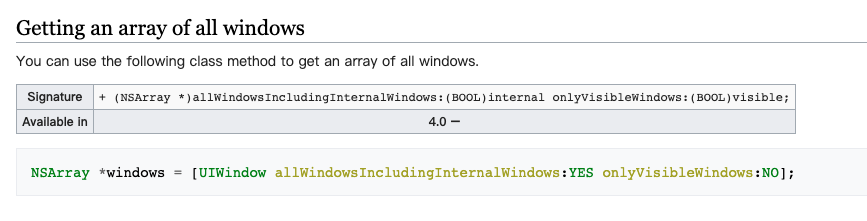 Getting an array of all windows
You can use the following class method to get an array of all windows.
Signature + (NSArray *)allWindowsIncludingInternalWindows:(BOOL)internal onlyVisibleWindows:(BOOL)visible;
Available in 4.0 –
NSArray *windows = [UIWindow allWindowsIncludingInternalWindows:YES onlyVisibleWindows:NO];